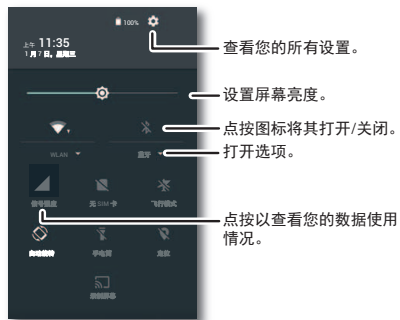 100%
上午 11:35
1月7日，星期三
查看您的所有设置。
设置屏幕亮度。
点按图标将其打开/关闭。
WLAN
蓝牙
打开选项。
信号强度
无 SIM 卡
飞行模式
点按以查看您的数据使用
情况。
自动旋转
手电筒
定位
录制屏幕